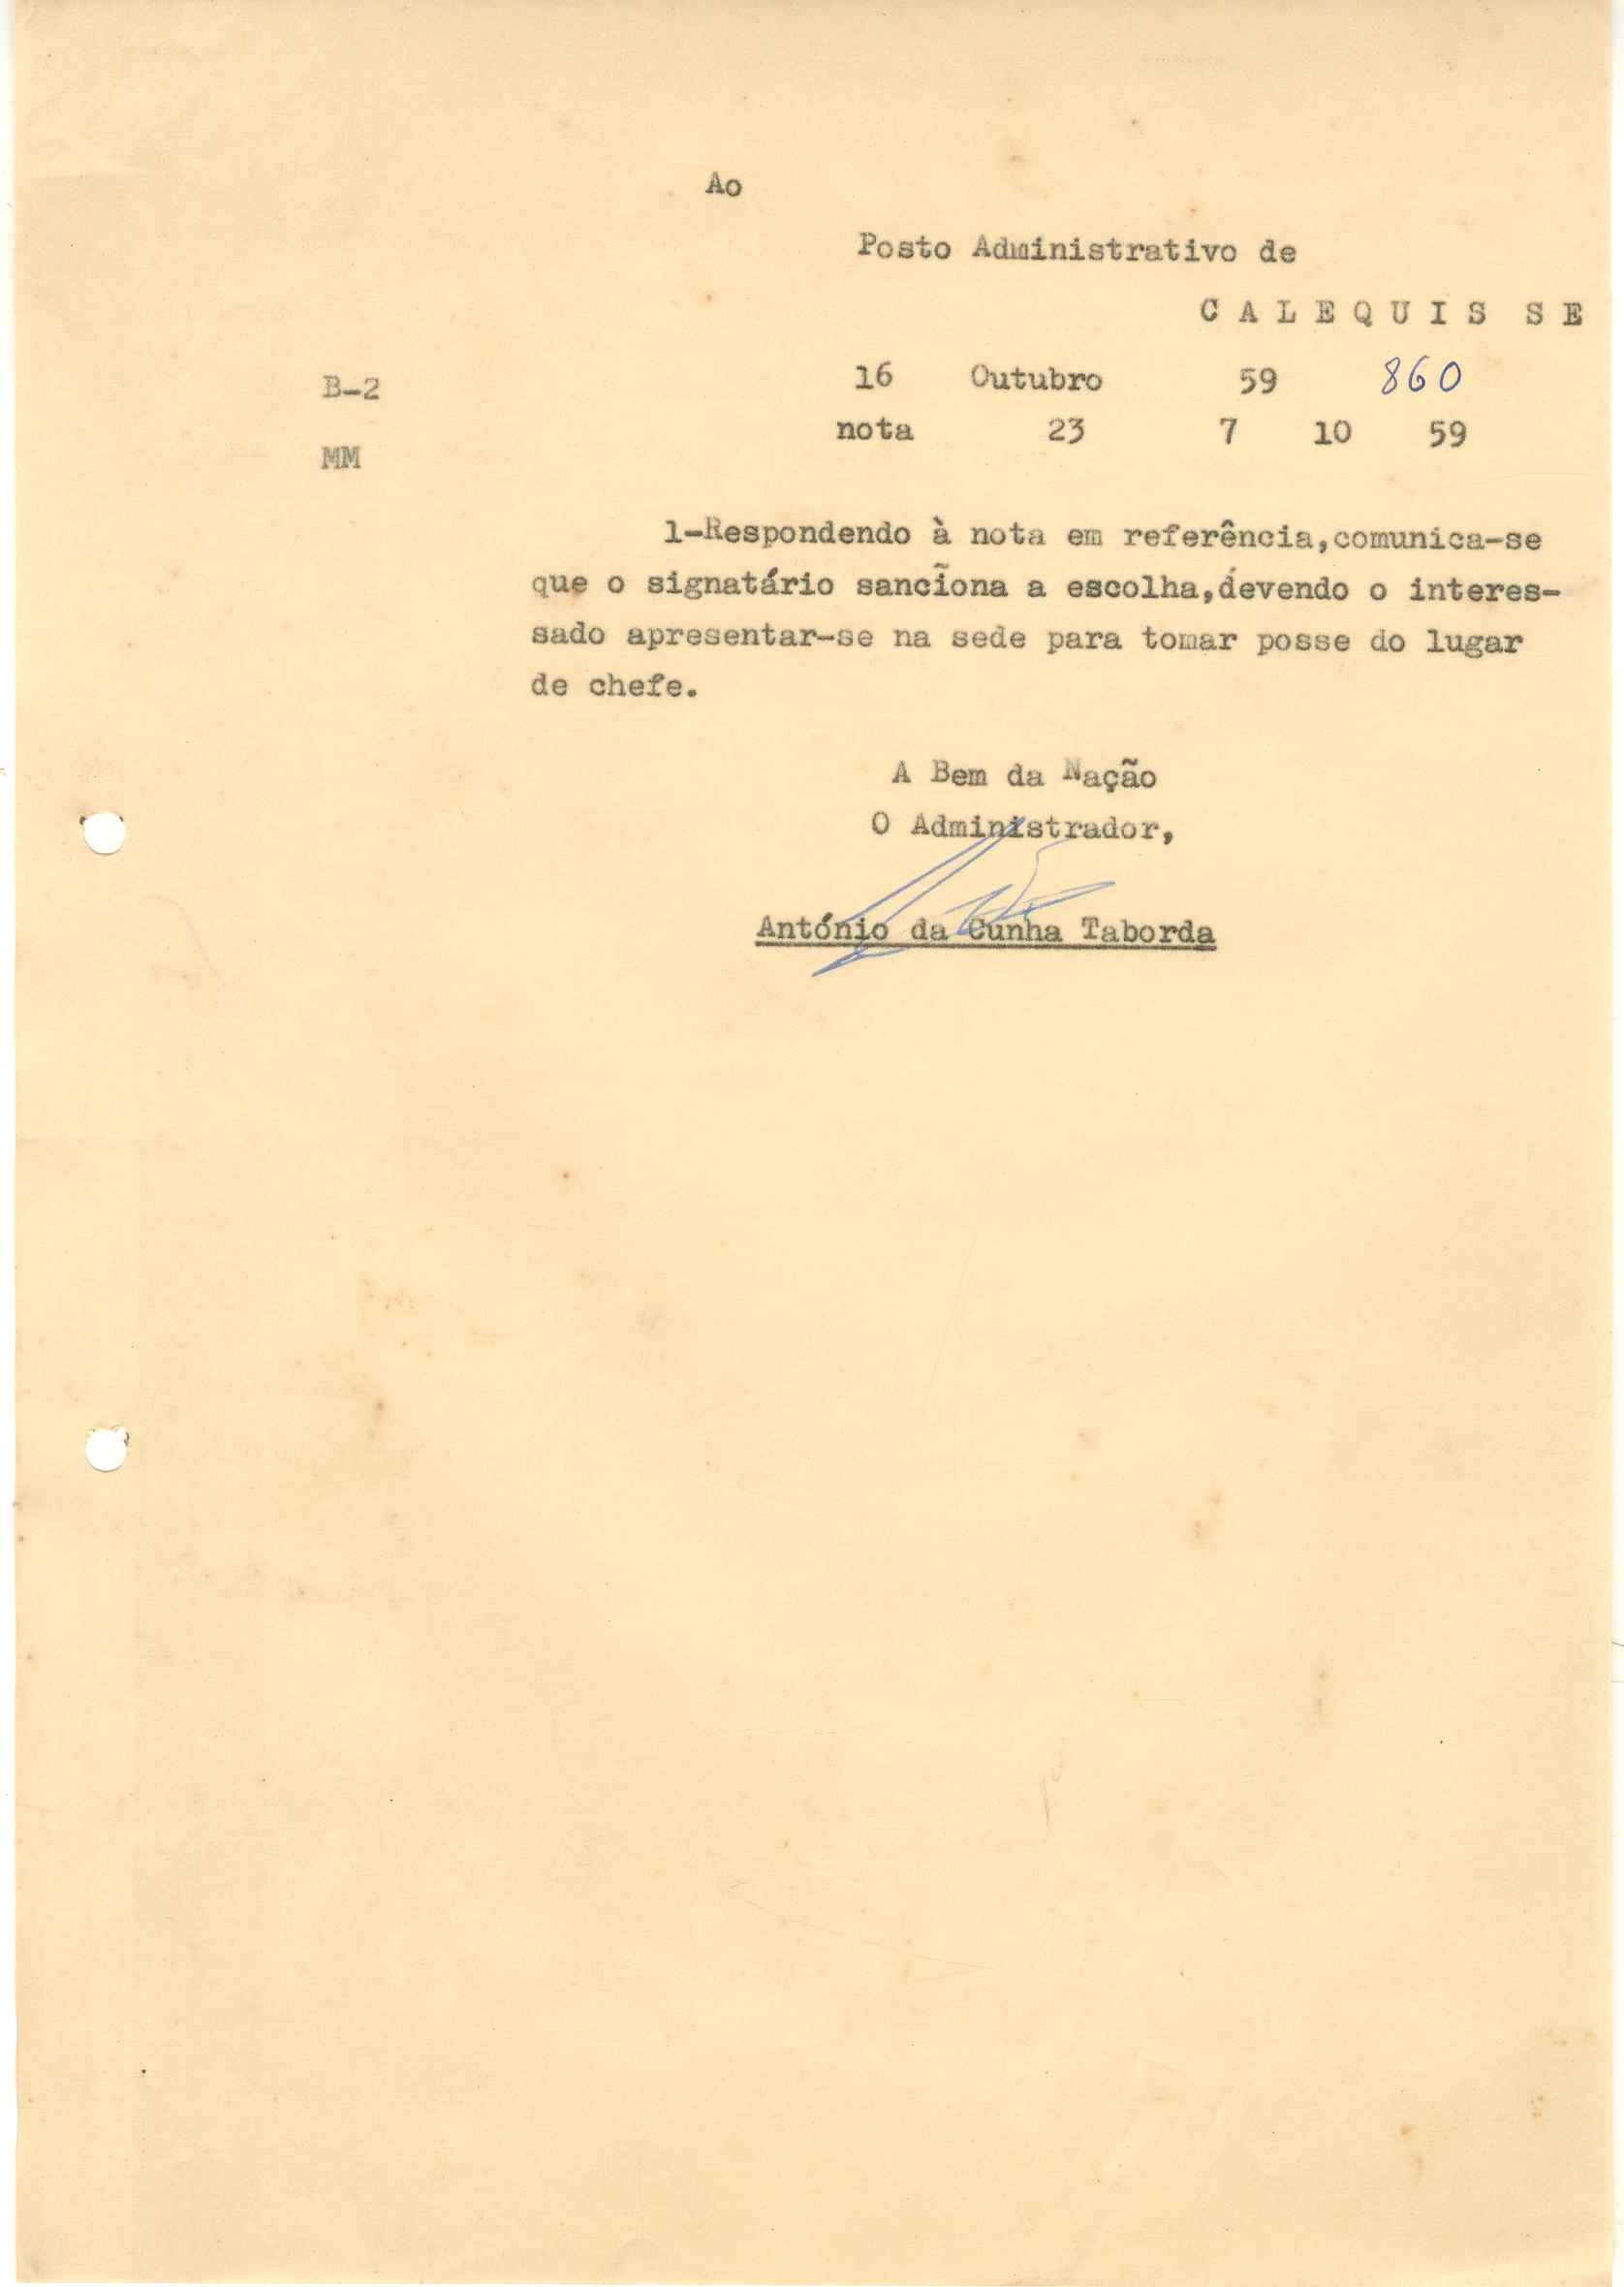 Ao
Posto Administrativo de
C A L E Q U I S S E
B-2 16 Outubro 59 860
nota 23 7 10 59
MM
1-Respondendo à nota em referência,comunica-se
que o signatário sanciona a escolha,devendo o interes-
sado apresentar-se na sede para tomar posse do lugar
de chefe.
A Bem da Nação
O Administrador,
António da Cunha Taborda